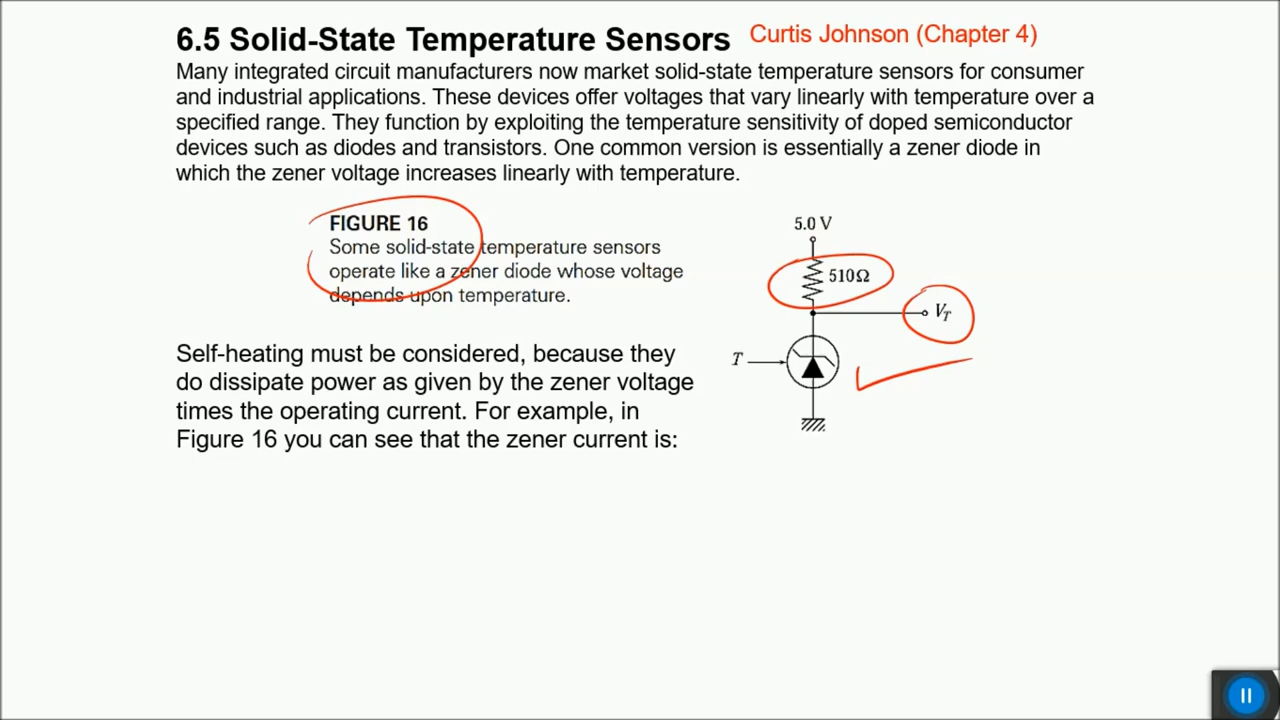 6.5 Solid-State Temperature Sensors Curtis Johnson (Chapter 4)
Many integrated circuit manufacturers now market solid-state temperature sensors for consumer
and industrial applications. These devices offer voltages that vary linearly with temperature over a
specified range. They function by exploiting the temperature sensitivity of doped semiconductor
devices such as diodes and transistors. One common version is essentially a zener diode in
which the zener voltage increases linearly with temperature.
FIGURE 16
Some solid-state temperature sensors
operate like a zener diode whose voltage
depends upon temperature.
5.0 V
510Ω
V_T
T
Self-heating must be considered, because they
do dissipate power as given by the zener voltage
times the operating current. For example, in
Figure 16 you can see that the zener current is: